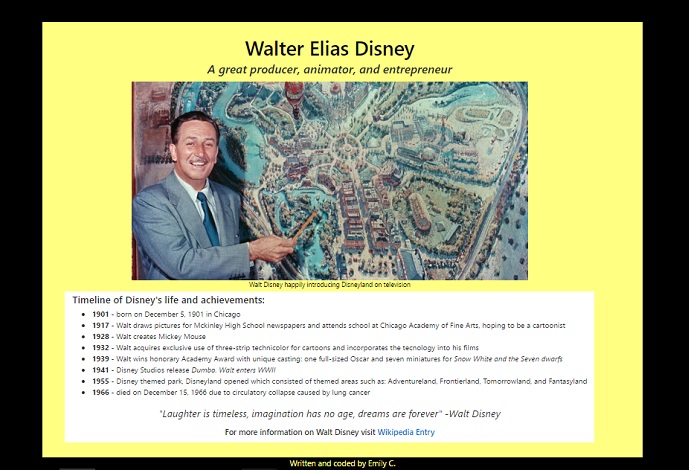 Walter Elias Disney
A great producer, animator, and entrepreneur
Walt Disney happily introducing Disneyland on television
Timeline of Disney's life and achievements:
1901 - born on December 5, 1901 in Chicago
1917 - Walt draws pictures for Mckinley High School newspapers and attends school at Chicago Academy of Fine Arts, hoping to be a cartoonist
1928 - Walt creates Mickey Mouse
1932 - Walt acquires exclusive use of three-strip technicolor for cartoons and incorporates the tecnology into his films
1939 - Walt wins honorary Academy Award with unique casting: one full-sized Oscar and seven miniatures for Snow White and the Seven dwarfs
1941 - Disney Studios release Dumbo. Walt enters WWII
1955 - Disney themed park, Disneyland opened which consisted of themed areas such as: Adventureland, Frontierland, Tomorrowland, and Fantasyland
1966 - died on December 15, 1966 due to circulatory collapse caused by lung cancer
"Laughter is timeless, imagination has no age, dreams are forever" -Walt Disney
For more information on Walt Disney visit Wikipedia Entry
Written and coded by Emily C.